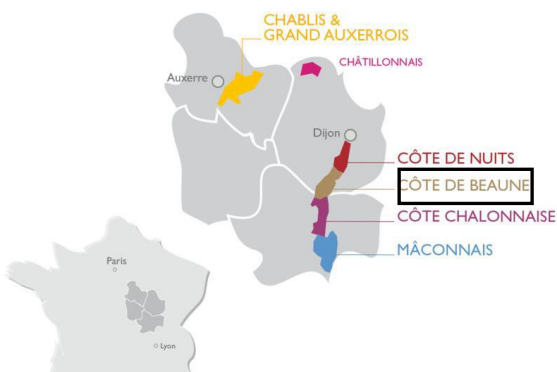 CHABLIS &
GRAND AUXERROIS
CHÂTILLONNAIS
Auxerre
Dijon
CÔTE DE NUITS
CÔTE DE BEAUNE
CÔTE CHALONNAISE
MÂCONNAIS
Paris
Lyon